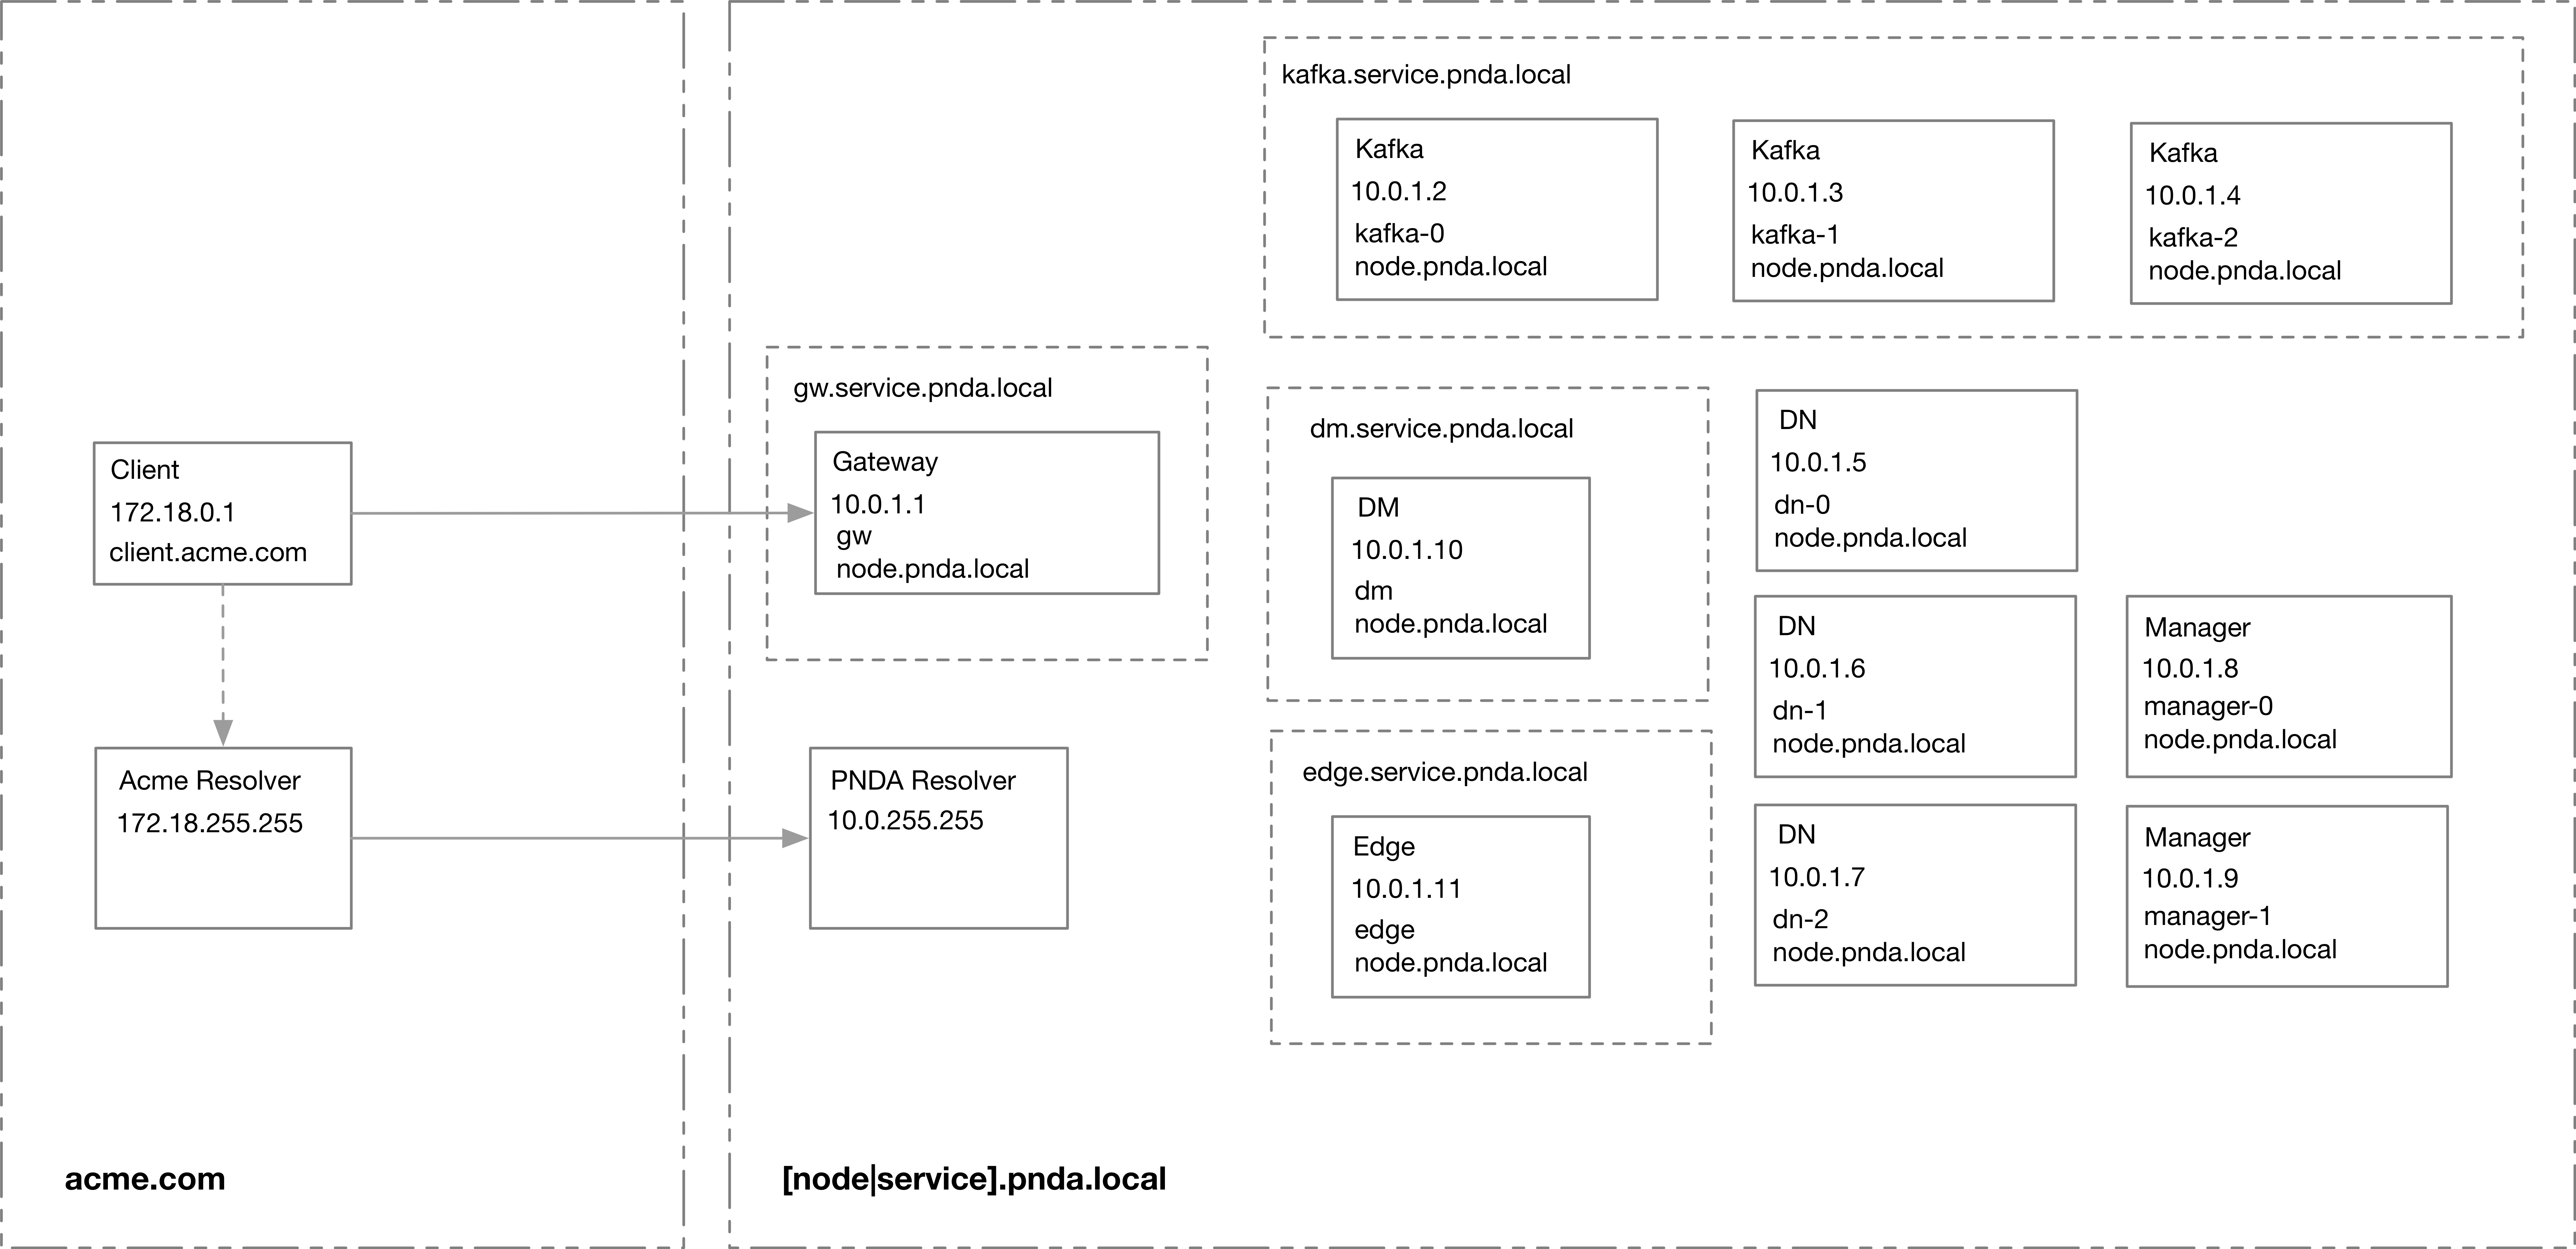 kafka.service.pnda.local
Kafka
10.0.1.2
kafka-0
node.pnda.local
Kafka
10.0.1.3
kafka-1
node.pnda.local
Kafka
10.0.1.4
kafka-2
node.pnda.local
gw.service.pnda.local
Gateway
10.0.1.1
gw
node.pnda.local
Client
172.18.0.1
client.acme.com
dm.service.pnda.local
DM
10.0.1.10
dm
node.pnda.local
DN
10.0.1.5
dn-0
node.pnda.local
DN
10.0.1.6
dn-1
node.pnda.local
Manager
10.0.1.8
manager-0
node.pnda.local
Acme Resolver
172.18.255.255
PNDA Resolver
10.0.255.255
edge.service.pnda.local
Edge
10.0.1.11
edge
node.pnda.local
DN
10.0.1.7
dn-2
node.pnda.local
Manager
10.0.1.9
manager-1
node.pnda.local
acme.com
[node|service].pnda.local